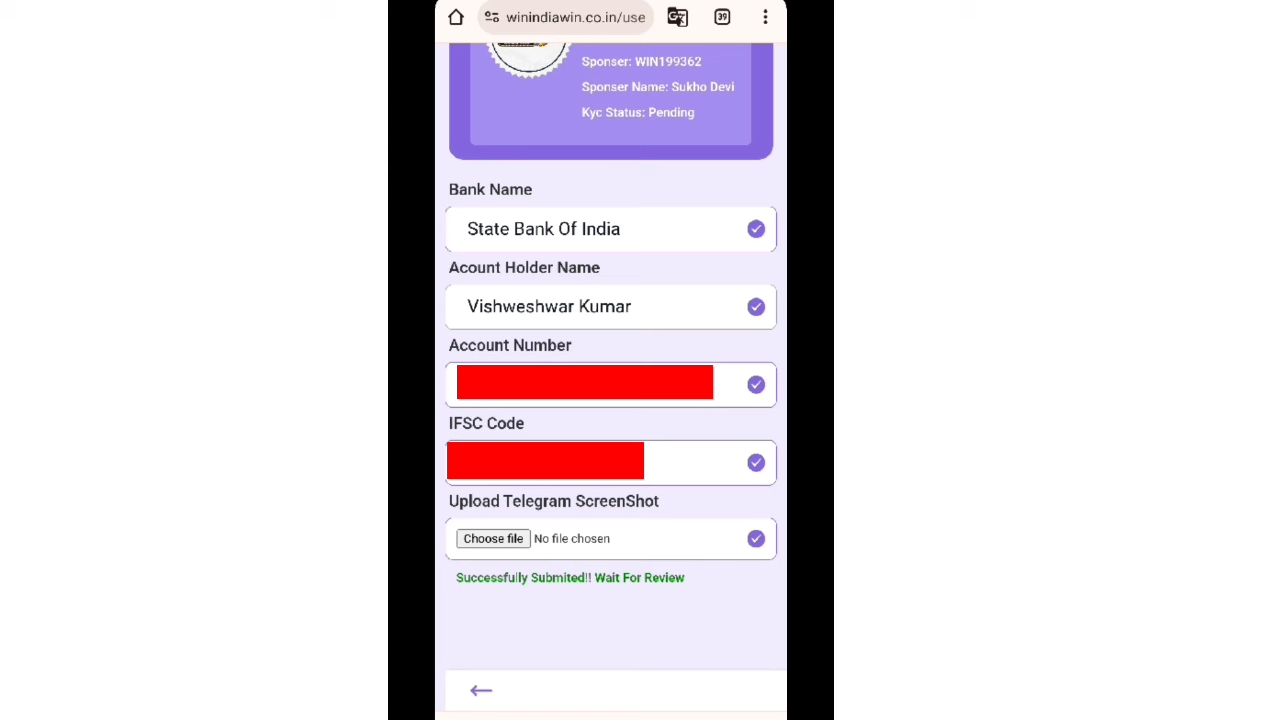 winindiawin.co.in/use
39
Sponser: WIN199362
Sponser Name: Sukho Devi
Kyc Status: Pending
Bank Name
State Bank Of India
Acount Holder Name
Vishweshwar Kumar
Account Number
IFSC Code
Upload Telegram ScreenShot
Choose file No file chosen
Successfully Submited!! Wait For Review